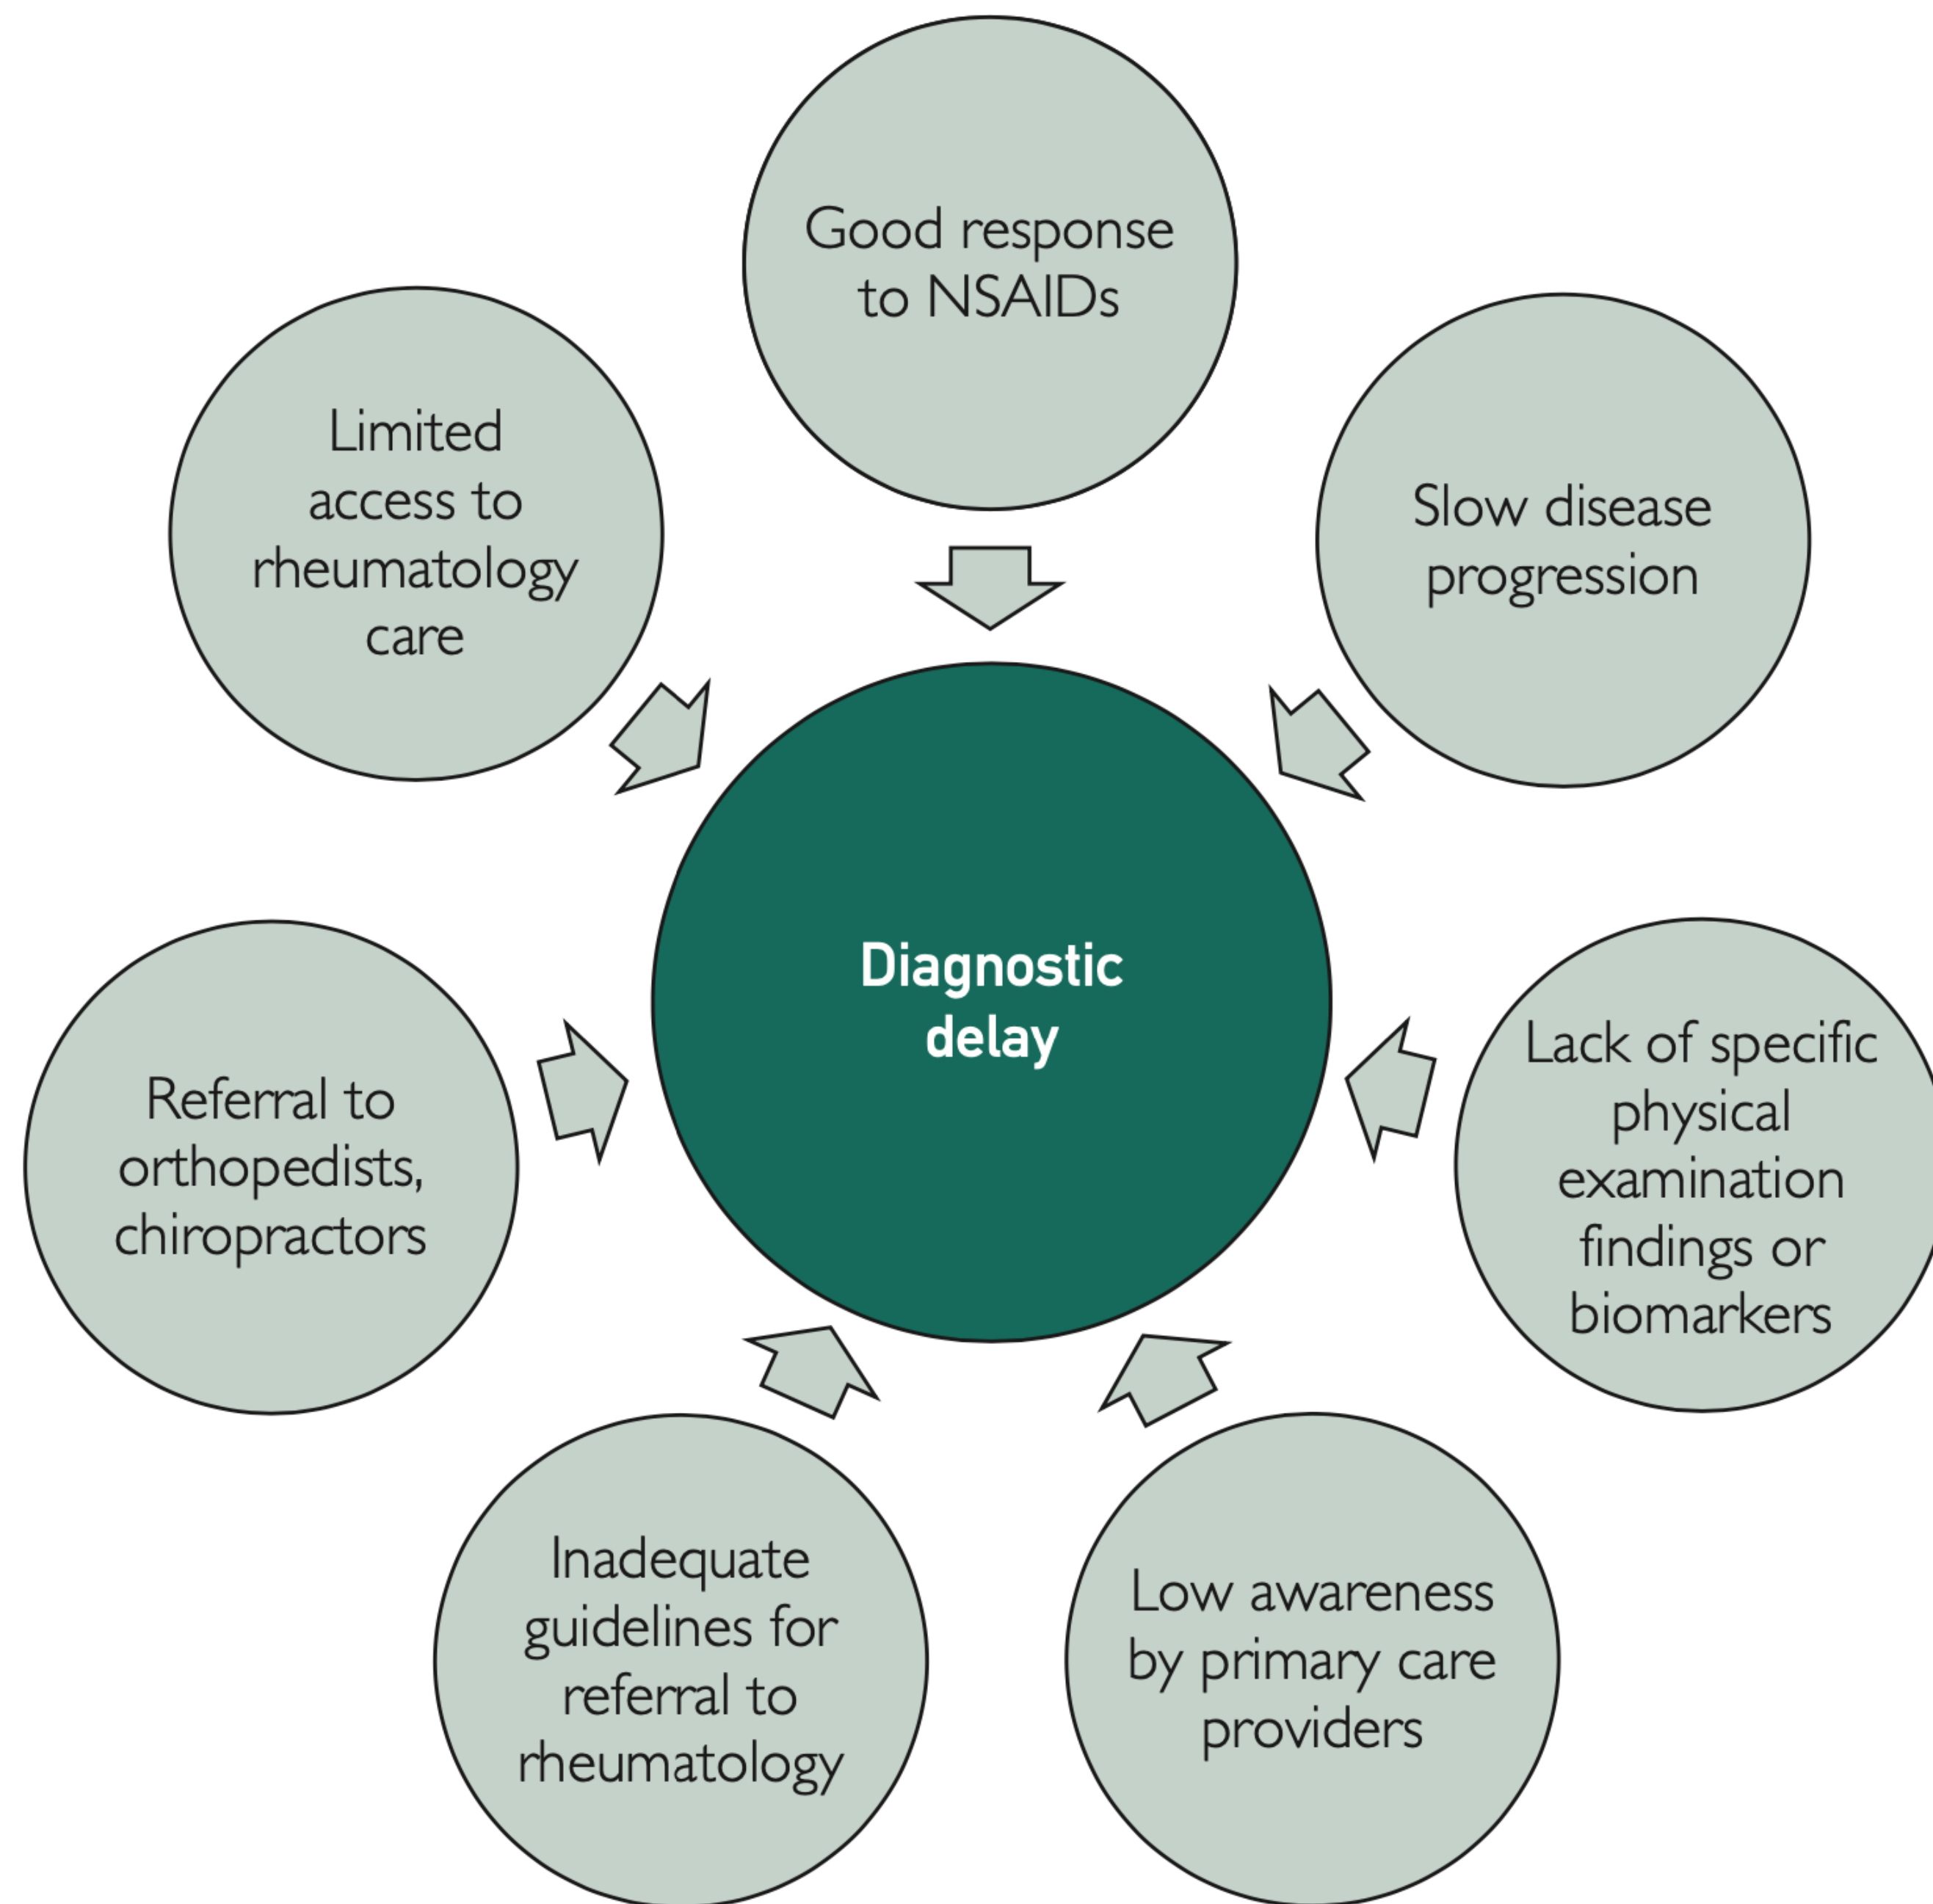 Good response
to NSAIDs
Limited
access to
rheumatology
care
Slow disease
progression
Diagnostic
delay
Referral to
orthopedists,
chiropractors
Lack of specific
physical
examination
findings or
biomarkers
Inadequate
guidelines for
referral to
rheumatology
Low awareness
by primary care
providers